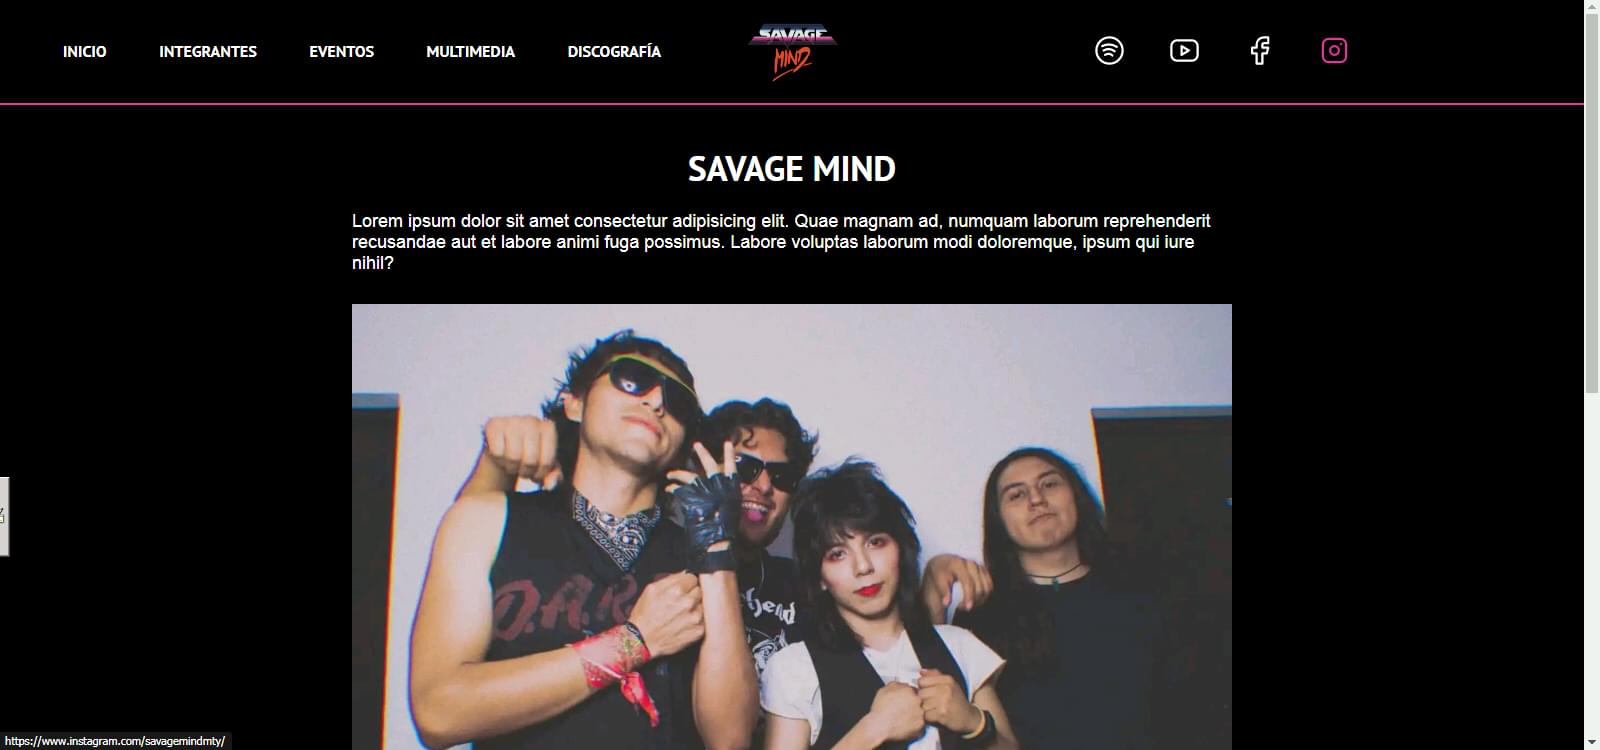 INICIO INTEGRANTES EVENTOS MULTIMEDIA DISCOGRAFÍA
SAVAGE
MIND
SAVAGE MIND
Lorem ipsum dolor sit amet consectetur adipisicing elit. Quae magnam ad, numquam laborum reprehenderit
recusandae aut et labore animi fuga possimus. Labore voluptas laborum modi doloremque, ipsum qui iure
nihil?
D.A.R.
https://www.instagram.com/savagemindmty/